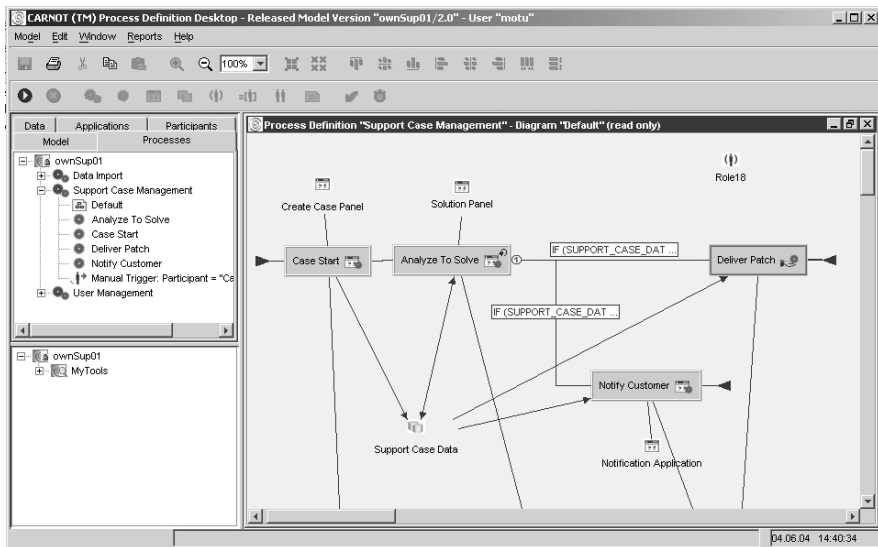 CARNOT (TM) Process Definition Desktop - Released Model Version "ownSup01/2.0" - User "motu"
Model Edit Window Reports Help
100%
Data Applications Participants
Model Processes
ownSup01
Data Import
Support Case Management
Default
Analyze To Solve
Case Start
Deliver Patch
Notify Customer
Manual Trigger: Participant = "Ca
User Management
ownSup01
MyTools
Process Definition "Support Case Management" - Diagram "Default" (read only)
Role18
Create Case Panel
Solution Panel
Case Start
Analyze To Solve
1
IF (SUPPORT_CASE_DAT ...
Deliver Patch
IF (SUPPORT_CASE_DAT ...
Notify Customer
Support Case Data
Notification Application
04.06.04 14:40:34